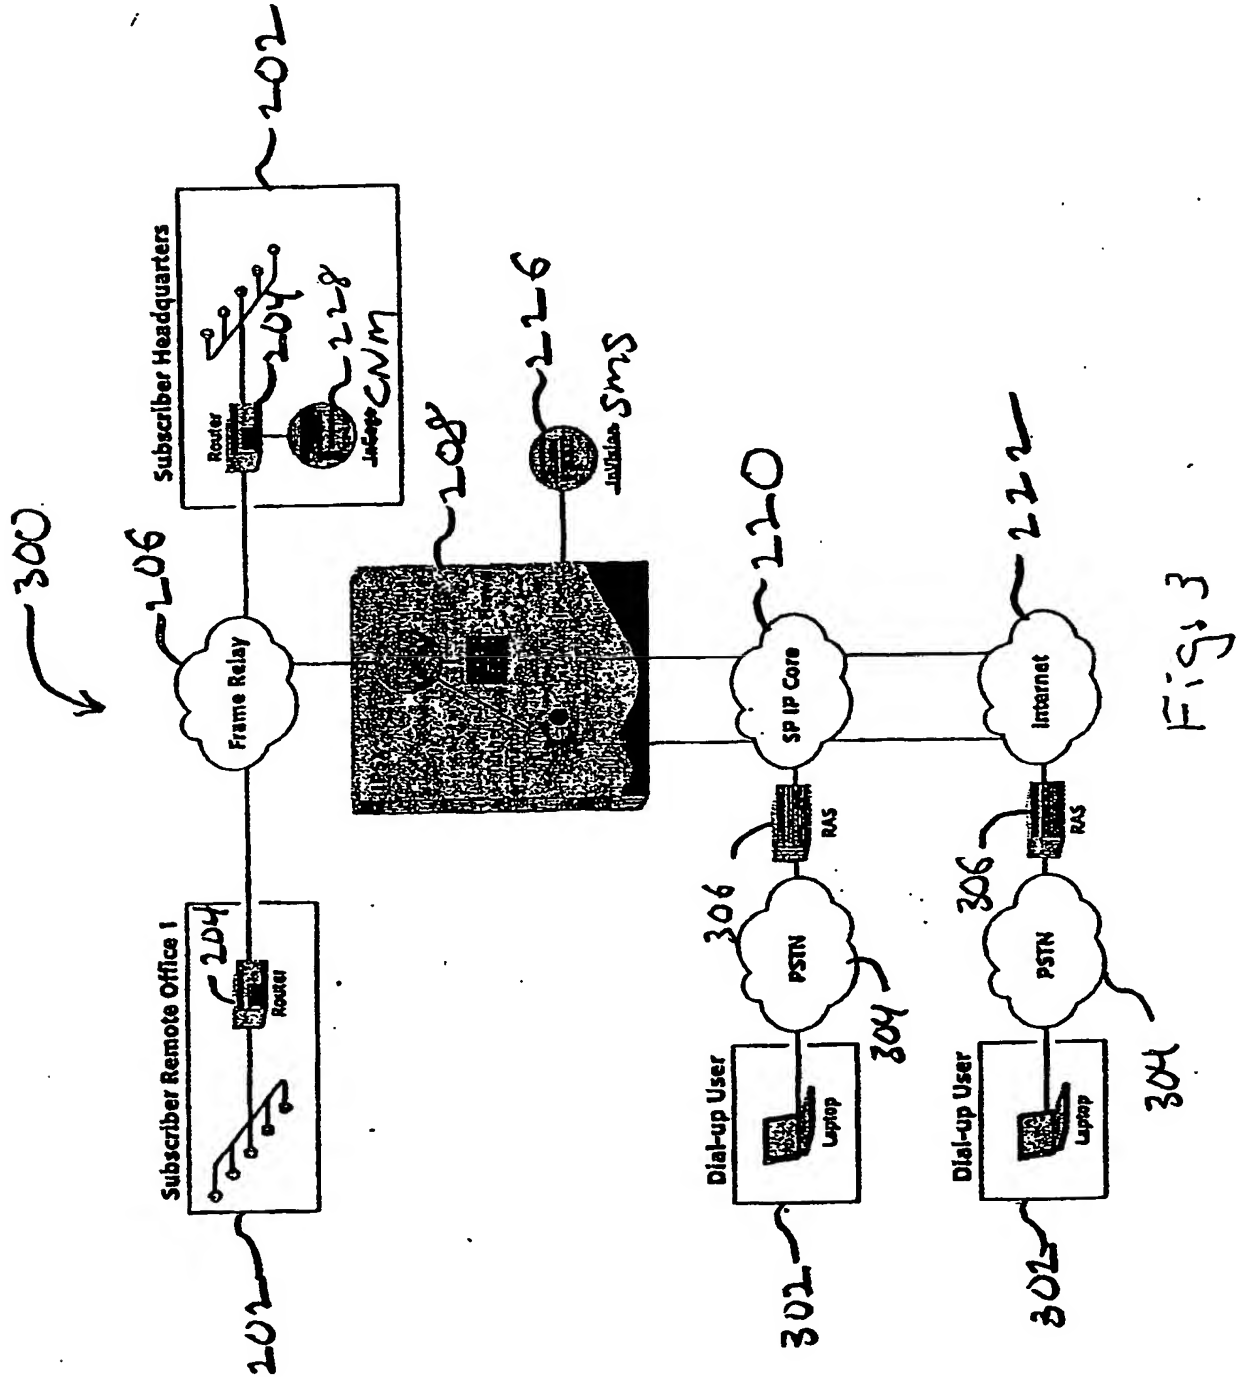 300
206
Frame Relay
Subscriber Remote Office 1
202
204
Router
Subscriber Headquarters
202
Router
204
228
CNM
208
226
SMS
Dial-up User
302
Laptop
PSTN
304
306
RAS
SP IP Core
220
Dial-up User
302
Laptop
PSTN
304
306
RAS
Internet
222
Fig. 3